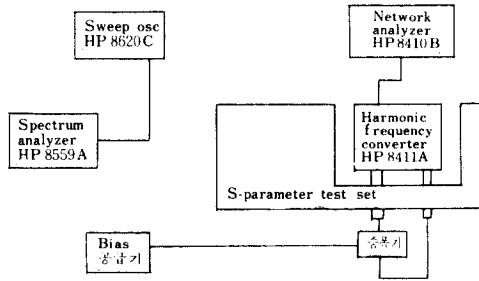 Sweep osc
HP 8620C
Network
analyzer
HP 8410B
Spectrum
analyzer
HP 8559A
Harmonic
frequency
converter
HP 8411A
S-parameter test set
Bias
공급기
증폭기